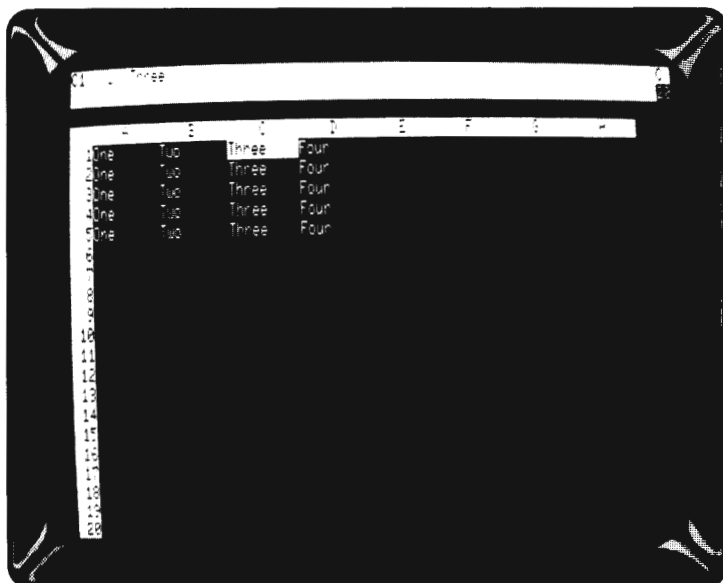 C1 Three C
A B C D E F G H
1 One Two Three Four
2 One Two Three Four
3 One Two Three Four
4 One Two Three Four
5 One Two Three Four
6
7
8
9
10
11
12
13
14
15
16
17
18
19
20